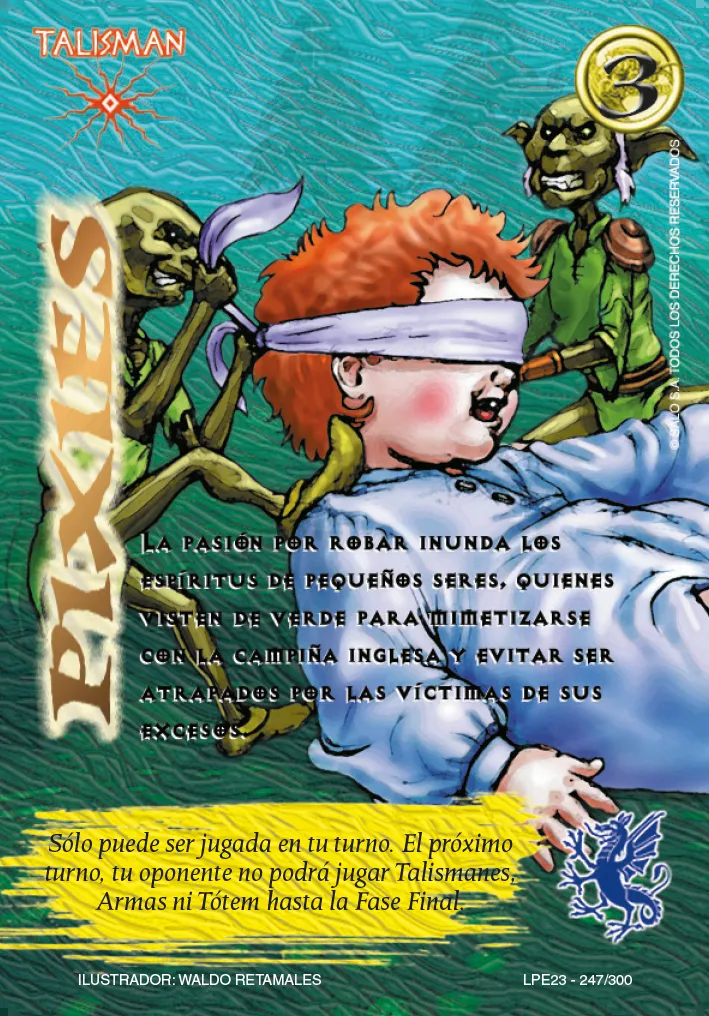 TALISMAN
3
PIXIES
© SALO S.A. TODOS LOS DERECHOS RESERVADOS
La pasión por robar inunda los
espíritus de pequeños seres, quienes
visten de verde para mimetizarse
con la campiña inglesa y evitar ser
atrapados por las víctimas de sus
excesos.
Sólo puede ser jugada en tu turno. El próximo
turno, tu oponente no podrá jugar Talismanes,
Armas ni Tótem hasta la Fase Final.
ILUSTRADOR: WALDO RETAMALES
LPE23 - 247/300